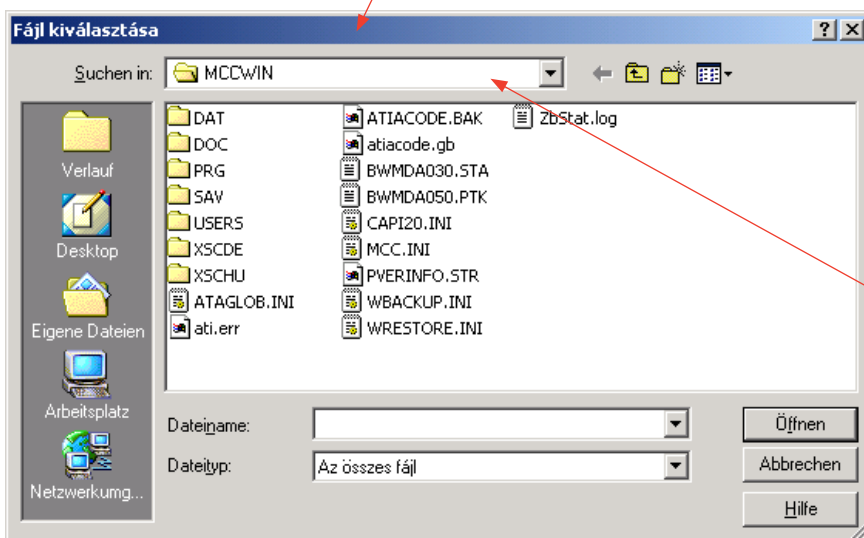 Fájl kiválasztása
Suchen in: MCCWIN
Verlauf
Desktop
Eigene Dateien
Arbeitsplatz
Netzwerkumg...
DAT
DOC
PRG
SAV
USERS
XSCDE
XSCHU
ATAGLOB.INI
ati.err
ATIACODE.BAK
atiacode.gb
BWMDA030.STA
BWMDA050.PTK
CAPI20.INI
MCC.INI
PVERINFO.STR
WBACKUP.INI
WRESTORE.INI
ZbStat.log
Dateiname:
Öffnen
Dateityp: Az összes fájl
Abbrechen
Hilfe